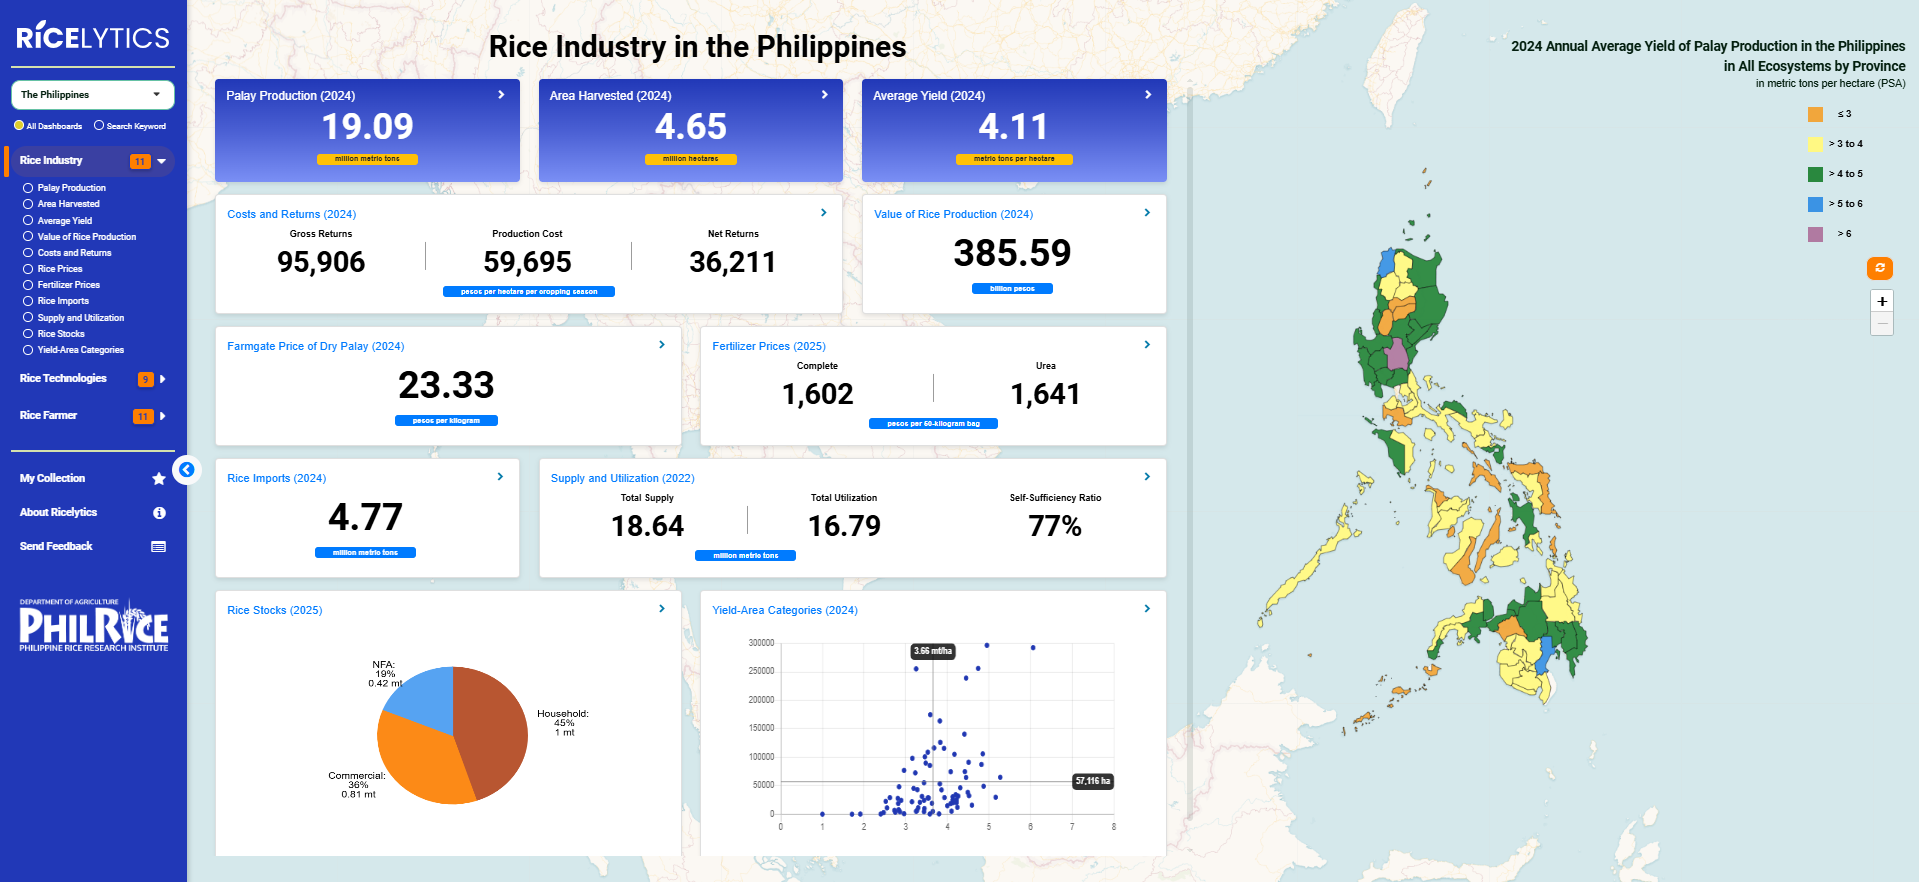 RiCELYTICS
The Philippines
All Dashboards
Search Keyword
Rice Industry
11
Palay Production
Area Harvested
Average Yield
Value of Rice Production
Costs and Returns
Rice Prices
Fertilizer Prices
Rice Imports
Supply and Utilization
Rice Stocks
Yield-Area Categories
Rice Technologies
9
Rice Farmer
11
My Collection
About Ricelytics
Send Feedback
DEPARTMENT OF AGRICULTURE
PHILRICE
PHILIPPINE RICE RESEARCH INSTITUTE
Rice Industry in the Philippines
Palay Production (2024)
19.09
million metric tons
Area Harvested (2024)
4.65
million hectares
Average Yield (2024)
4.11
metric tons per hectare
Costs and Returns (2024)
Gross Returns
95,906
Production Cost
59,695
Net Returns
36,211
pesos per hectare per cropping season
Value of Rice Production (2024)
385.59
billion pesos
Farmgate Price of Dry Palay (2024)
23.33
pesos per kilogram
Fertilizer Prices (2025)
Complete
1,602
Urea
1,641
pesos per 50-kilogram bag
Rice Imports (2024)
4.77
million metric tons
Supply and Utilization (2022)
Total Supply
18.64
Total Utilization
16.79
Self-Sufficiency Ratio
77%
million metric tons
Rice Stocks (2025)
NFA:
19%
0.42 mt
Household:
45%
1 mt
Commercial:
36%
0.81 mt
Yield-Area Categories (2024)
300000
250000
200000
150000
100000
50000
0
3.66 mt/ha
57,116 ha
0 1 2 3 4 5 6 7 8
2024 Annual Average Yield of Palay Production in the Philippines
in All Ecosystems by Province
in metric tons per hectare (PSA)
≤ 3
> 3 to 4
> 4 to 5
> 5 to 6
> 6
+
−